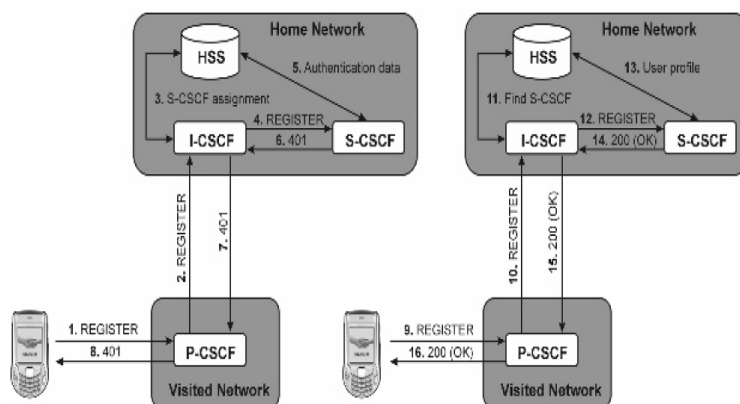 Home Network
HSS
5. Authentication data
3. S-CSCF assignment
4. REGISTER
I-CSCF
6. 401
S-CSCF
2. REGISTER
7. 401
1. REGISTER
8. 401
P-CSCF
Visited Network
Home Network
HSS
13. User profile
11. Find S-CSCF
12. REGISTER
I-CSCF
14. 200 (OK)
S-CSCF
10. REGISTER
15. 200 (OK)
9. REGISTER
16. 200 (OK)
P-CSCF
Visited Network